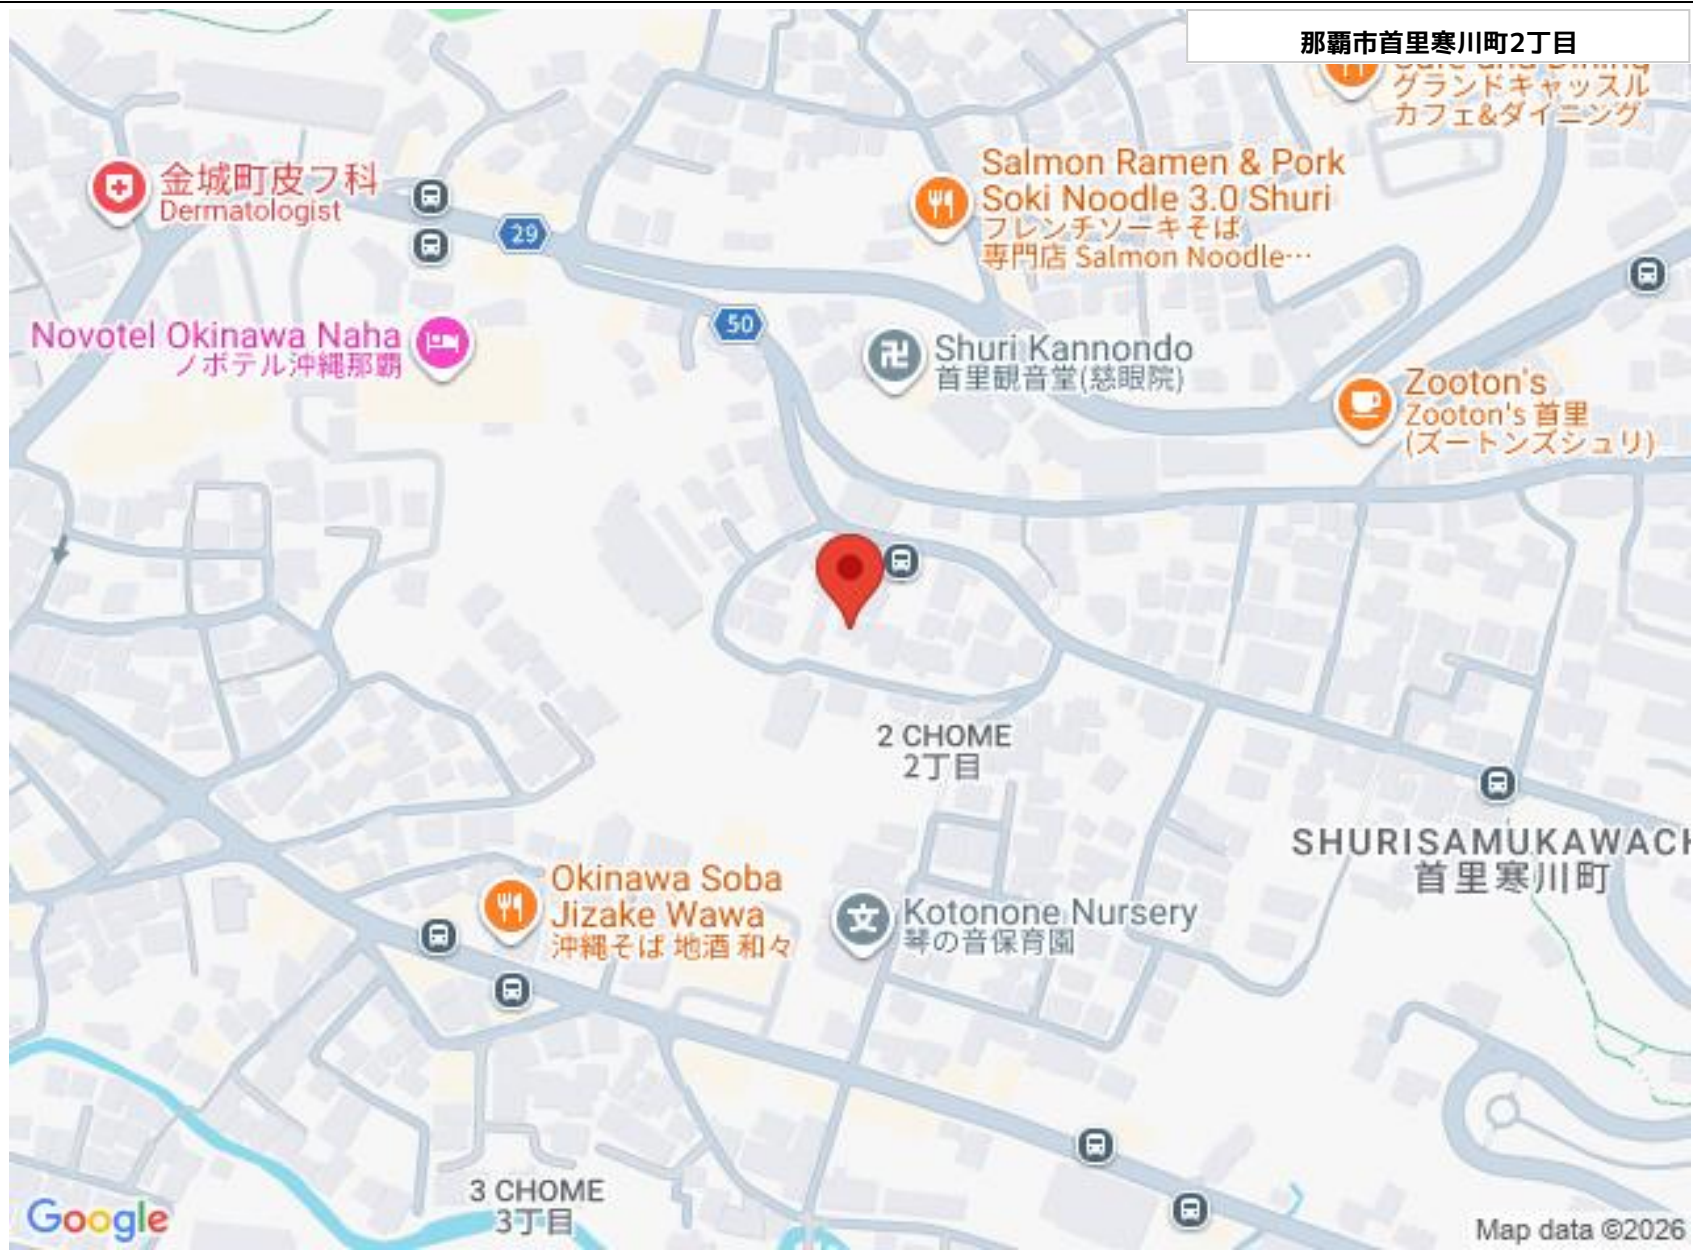 那覇市首里寒川町2丁目
グランドキャッスル
カフェ&ダイニング
金城町皮フ科
Dermatologist
29
Salmon Ramen & Pork
Soki Noodle 3.0 Shuri
フレンチソーキそば
専門店 Salmon Noodle…
Novotel Okinawa Naha
ノボテル沖縄那覇
50
Shuri Kannondo
首里観音堂(慈眼院)
Zooton's
Zooton's 首里
(ズートンズシュリ)
2 CHOME
2丁目
SHURISAMUKAWACH
首里寒川町
Okinawa Soba
Jizake Wawa
沖縄そば 地酒 和々
文
Kotonone Nursery
琴の音保育園
3 CHOME
3丁目
Google
Map data ©2026